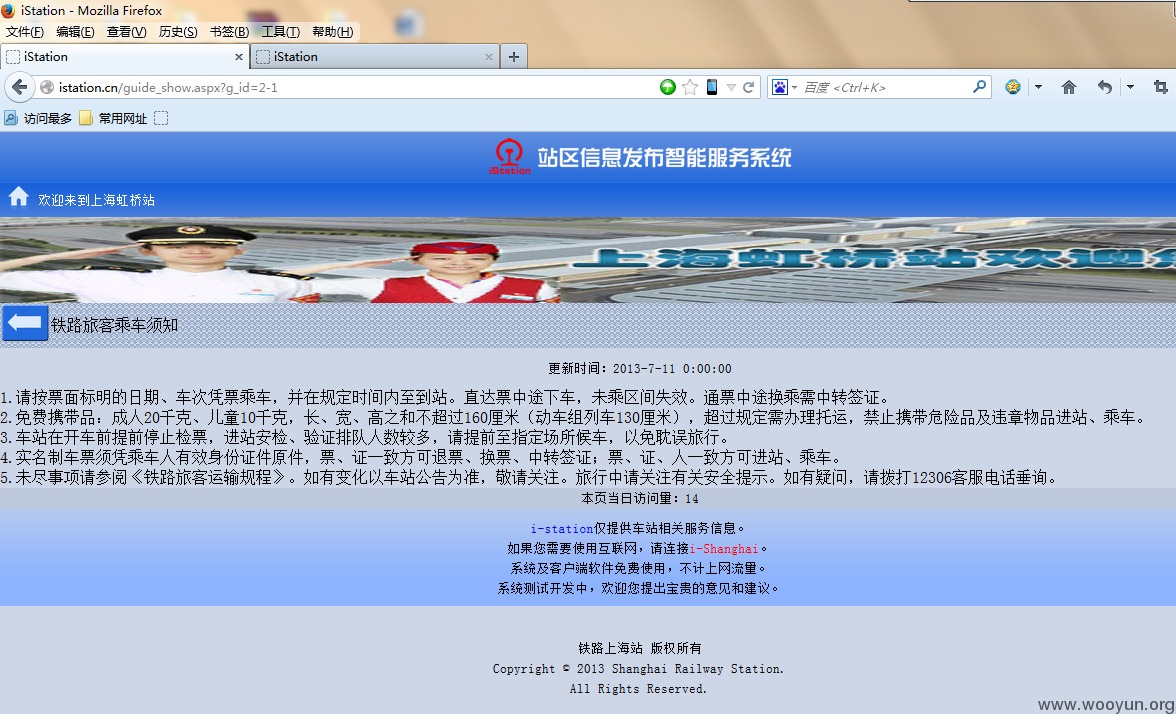 iStation - Mozilla Firefox
文件(F) 编辑(E) 查看(V) 历史(S) 书签(B) 工具(T) 帮助(H)
iStation
iStation
istation.cn/guide_show.aspx?g_id=2-1
百度 <Ctrl+K>
访问最多 常用网址
iStation
站区信息发布智能服务系统
欢迎来到上海虹桥站
上海虹桥站欢迎
铁路旅客乘车须知
更新时间：2013-7-11 0:00:00
1.请按票面标明的日期、车次凭票乘车，并在规定时间内至到站。直达票中途下车，未乘区间失效。通票中途换乘需中转签证。
2.免费携带品：成人20千克、儿童10千克，长、宽、高之和不超过160厘米（动车组列车130厘米），超过规定需办理托运，禁止携带危险品及违章物品进站、乘车。
3.车站在开车前提前停止检票，进站安检、验证排队人数较多，请提前至指定场所候车，以免耽误旅行。
4.实名制车票须凭乘车人有效身份证件原件，票、证一致方可退票、换票、中转签证；票、证、人一致方可进站、乘车。
5.未尽事项请参阅《铁路旅客运输规程》。如有变化以车站公告为准，敬请关注。旅行中请关注有关安全提示。如有疑问，请拨打12306客服电话垂询。
本页当日访问量：14
i-station仅提供车站相关服务信息。
如果您需要使用互联网，请连接i-Shanghai。
系统及客户端软件免费使用，不计上网流量。
系统测试开发中，欢迎您提出宝贵的意见和建议。
铁路上海站 版权所有
Copyright © 2013 Shanghai Railway Station.
All Rights Reserved.
www.wooyun.org